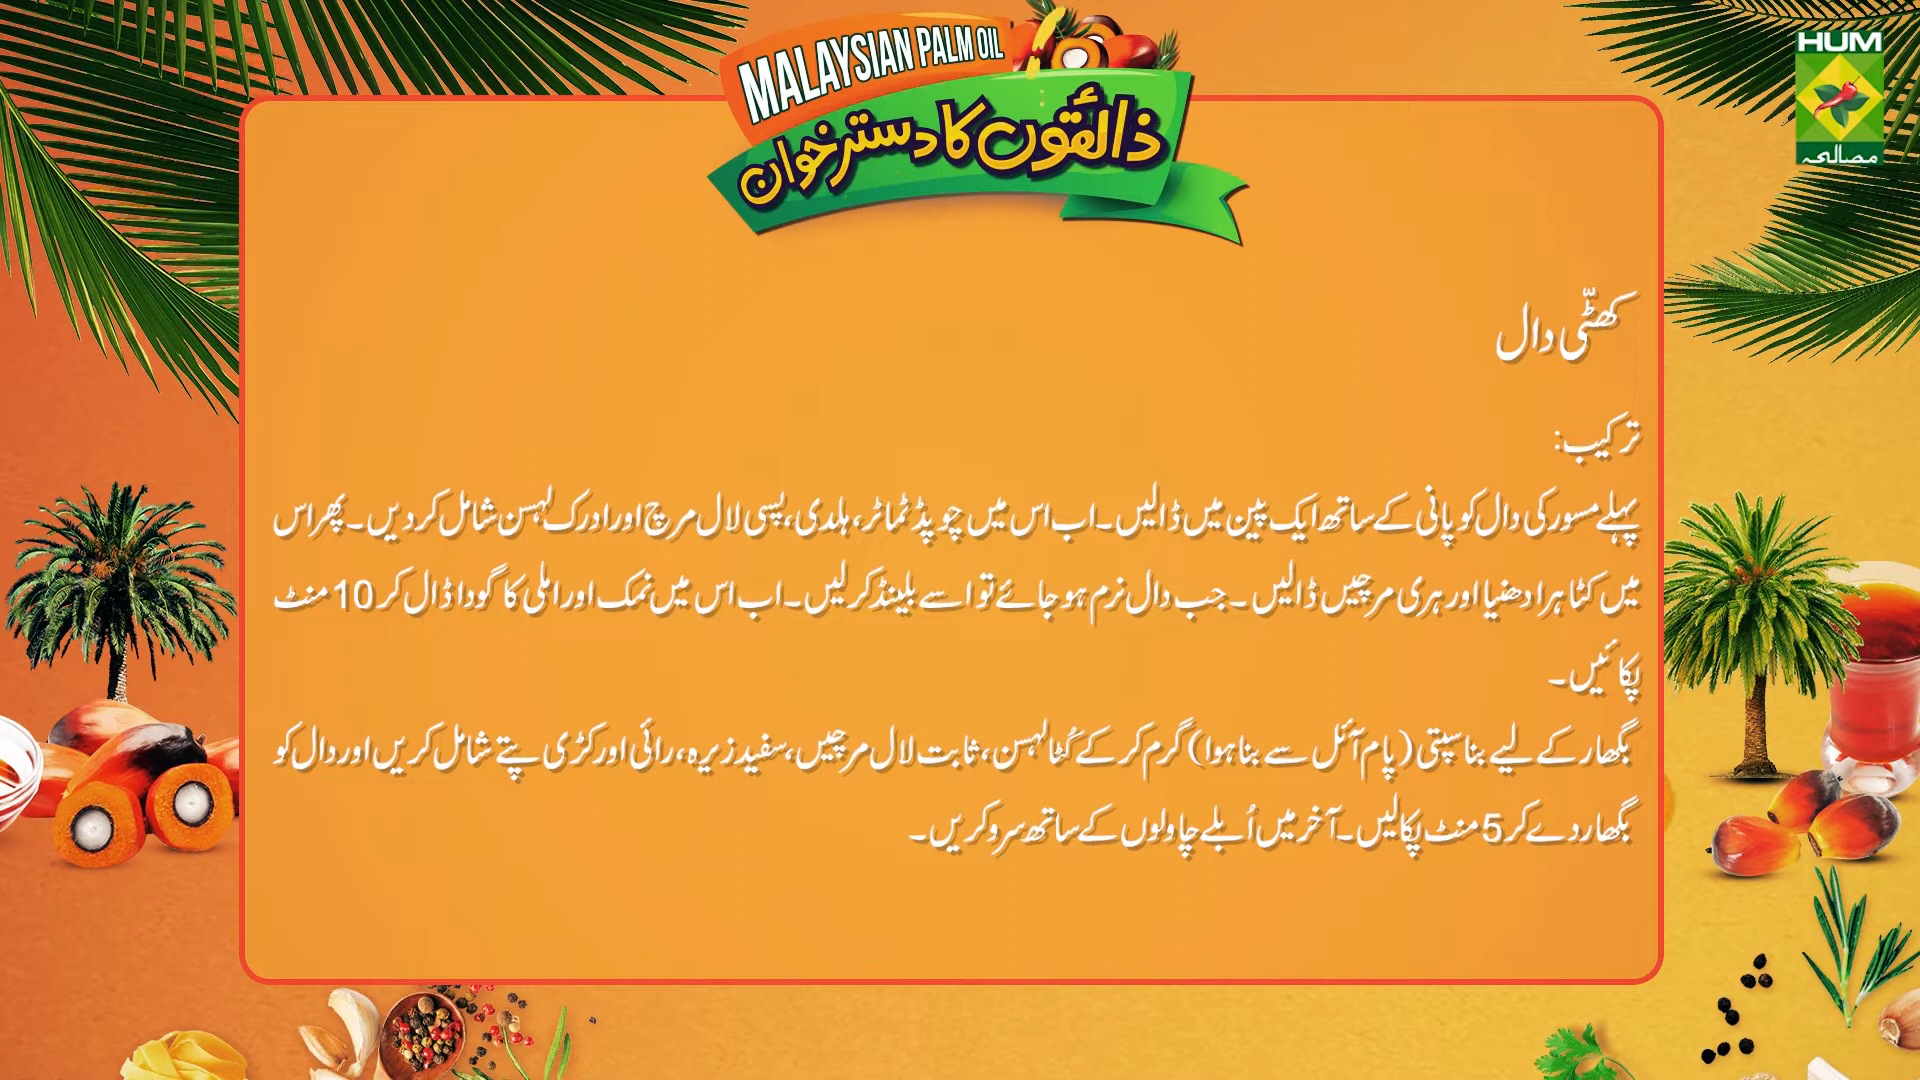 MALAYSIAN PALM OIL
ذائقوں کا دسترخوان
HUM
مصالحہ
کھٹّی دال
ترکیب:
پہلے مسور کی دال کو پانی کے ساتھ ایک پین میں ڈالیں۔ اب اس میں چوپڈ ٹماٹر، ہلدی، پسی لال مرچ اور ادرک لہسن شامل کر دیں۔ پھر اس
میں کٹا ہرا دھنیا اور ہری مرچیں ڈالیں ۔ جب دال نرم ہو جائے تو اسے بلینڈ کر لیں۔ اب اس میں نمک اور املی کا گودا ڈال کر 10 منٹ
پکائیں۔
بگھار کے لیے بناسپتی (پام آئل سے بنا ہوا) گرم کر کے کُٹا لہسن، ثابت لال مرچیں، سفید زیرہ، رائی اور کڑی پتے شامل کریں اور دال کو
بگھار دے کر 5 منٹ پکا لیں۔ آخر میں اُبلے چاولوں کے ساتھ سرو کریں۔